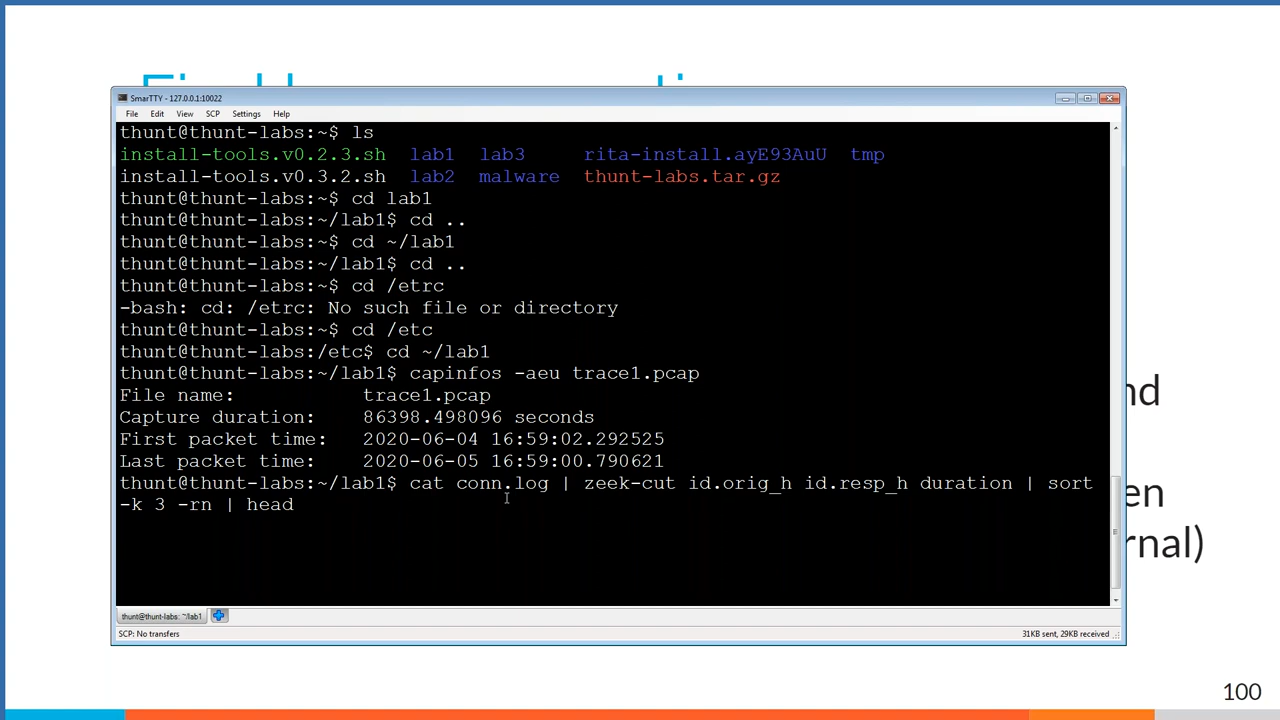 SmarTTY - 127.0.0.1:10022
File Edit View SCP Settings Help
thunt@thunt-labs:~$ ls
install-tools.v0.2.3.sh lab1 lab3 rita-install.ayE93AuU tmp
install-tools.v0.3.2.sh lab2 malware thunt-labs.tar.gz
thunt@thunt-labs:~$ cd lab1
thunt@thunt-labs:~/lab1$ cd ..
thunt@thunt-labs:~$ cd ~/lab1
thunt@thunt-labs:~/lab1$ cd ..
thunt@thunt-labs:~$ cd /etrc
-bash: cd: /etrc: No such file or directory
thunt@thunt-labs:~$ cd /etc
thunt@thunt-labs:/etc$ cd ~/lab1
thunt@thunt-labs:~/lab1$ capinfos -aeu trace1.pcap
File name: trace1.pcap
Capture duration: 86398.498096 seconds
First packet time: 2020-06-04 16:59:02.292525
Last packet time: 2020-06-05 16:59:00.790621
thunt@thunt-labs:~/lab1$ cat conn.log | zeek-cut id.orig_h id.resp_h duration | sort
-k 3 -rn | head
thunt@thunt-labs: ~/lab1
SCP: No transfers 31KB sent, 29KB received
100